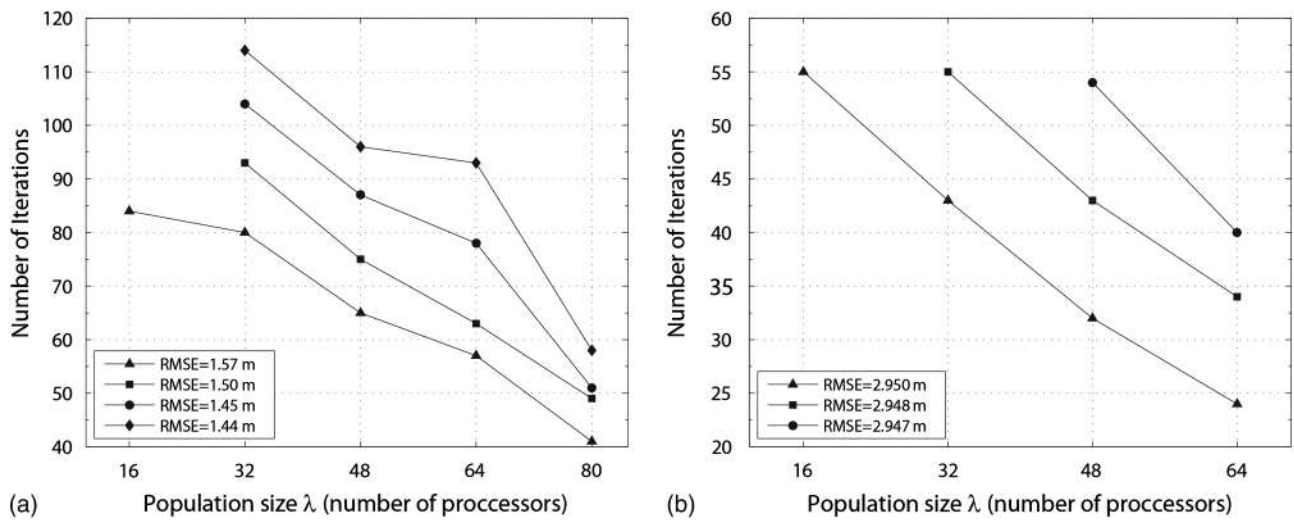 120
110
100
90
80
70
60
50
40
Number of Iterations
RMSE=1.57 m
RMSE=1.50 m
RMSE=1.45 m
RMSE=1.44 m
16 32 48 64 80
Population size λ (number of proccessors)
(a)
60
55
50
45
40
35
30
25
20
Number of Iterations
RMSE=2.950 m
RMSE=2.948 m
RMSE=2.947 m
16 32 48 64
Population size λ (number of proccessors)
(b)